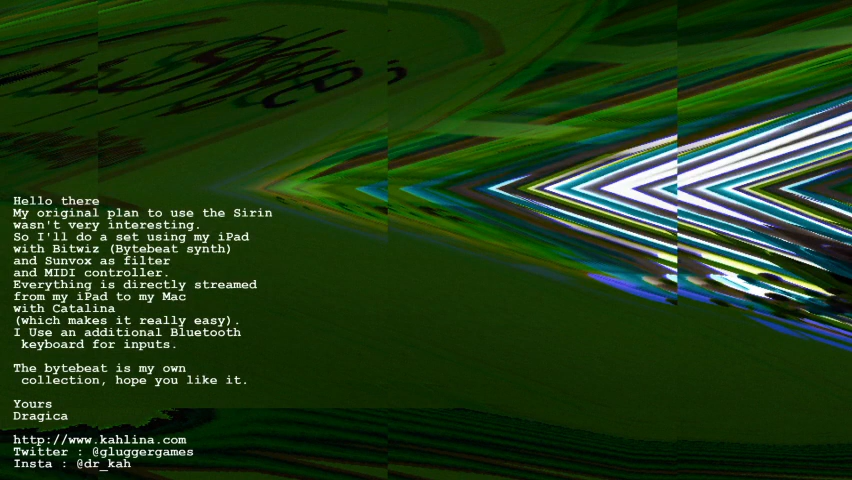 Hello there
My original plan to use the Sirin
wasn't very interesting.
So I'll do a set using my iPad
with Bitwiz (Bytebeat synth)
and Sunvox as filter
and MIDI controller.
Everything is directly streamed
from my iPad to my Mac
with Catalina
(which makes it really easy).
I Use an additional Bluetooth
keyboard for inputs.
The bytebeat is my own
collection, hope you like it.
Yours
Dragica
http://www.kahlina.com
Twitter : @gluggergames
Insta : @dr_kah